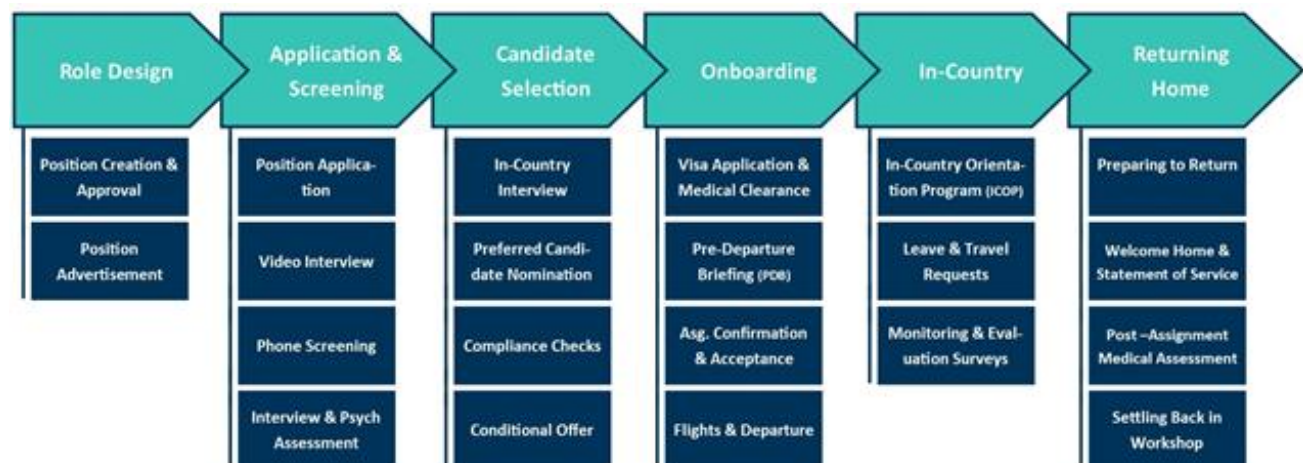 Role Design
Application &
Screening
Candidate
Selection
Onboarding
In-Country
Returning
Home
Position Creation &
Approval
Position
Advertisement
Position Applica-
tion
Video Interview
Phone Screening
Interview & Psych
Assessment
In-Country
Interview
Preferred Candi-
date Nomination
Compliance Checks
Conditional Offer
Visa Application &
Medical Clearance
Pre-Departure
Briefing (PDB)
Asg. Confirmation
& Acceptance
Flights & Departure
In-Country Orienta-
tion Program (ICOP)
Leave & Travel
Requests
Monitoring & Eval-
uation Surveys
Preparing to Return
Welcome Home &
Statement of Service
Post –Assignment
Medical Assessment
Settling Back in
Workshop